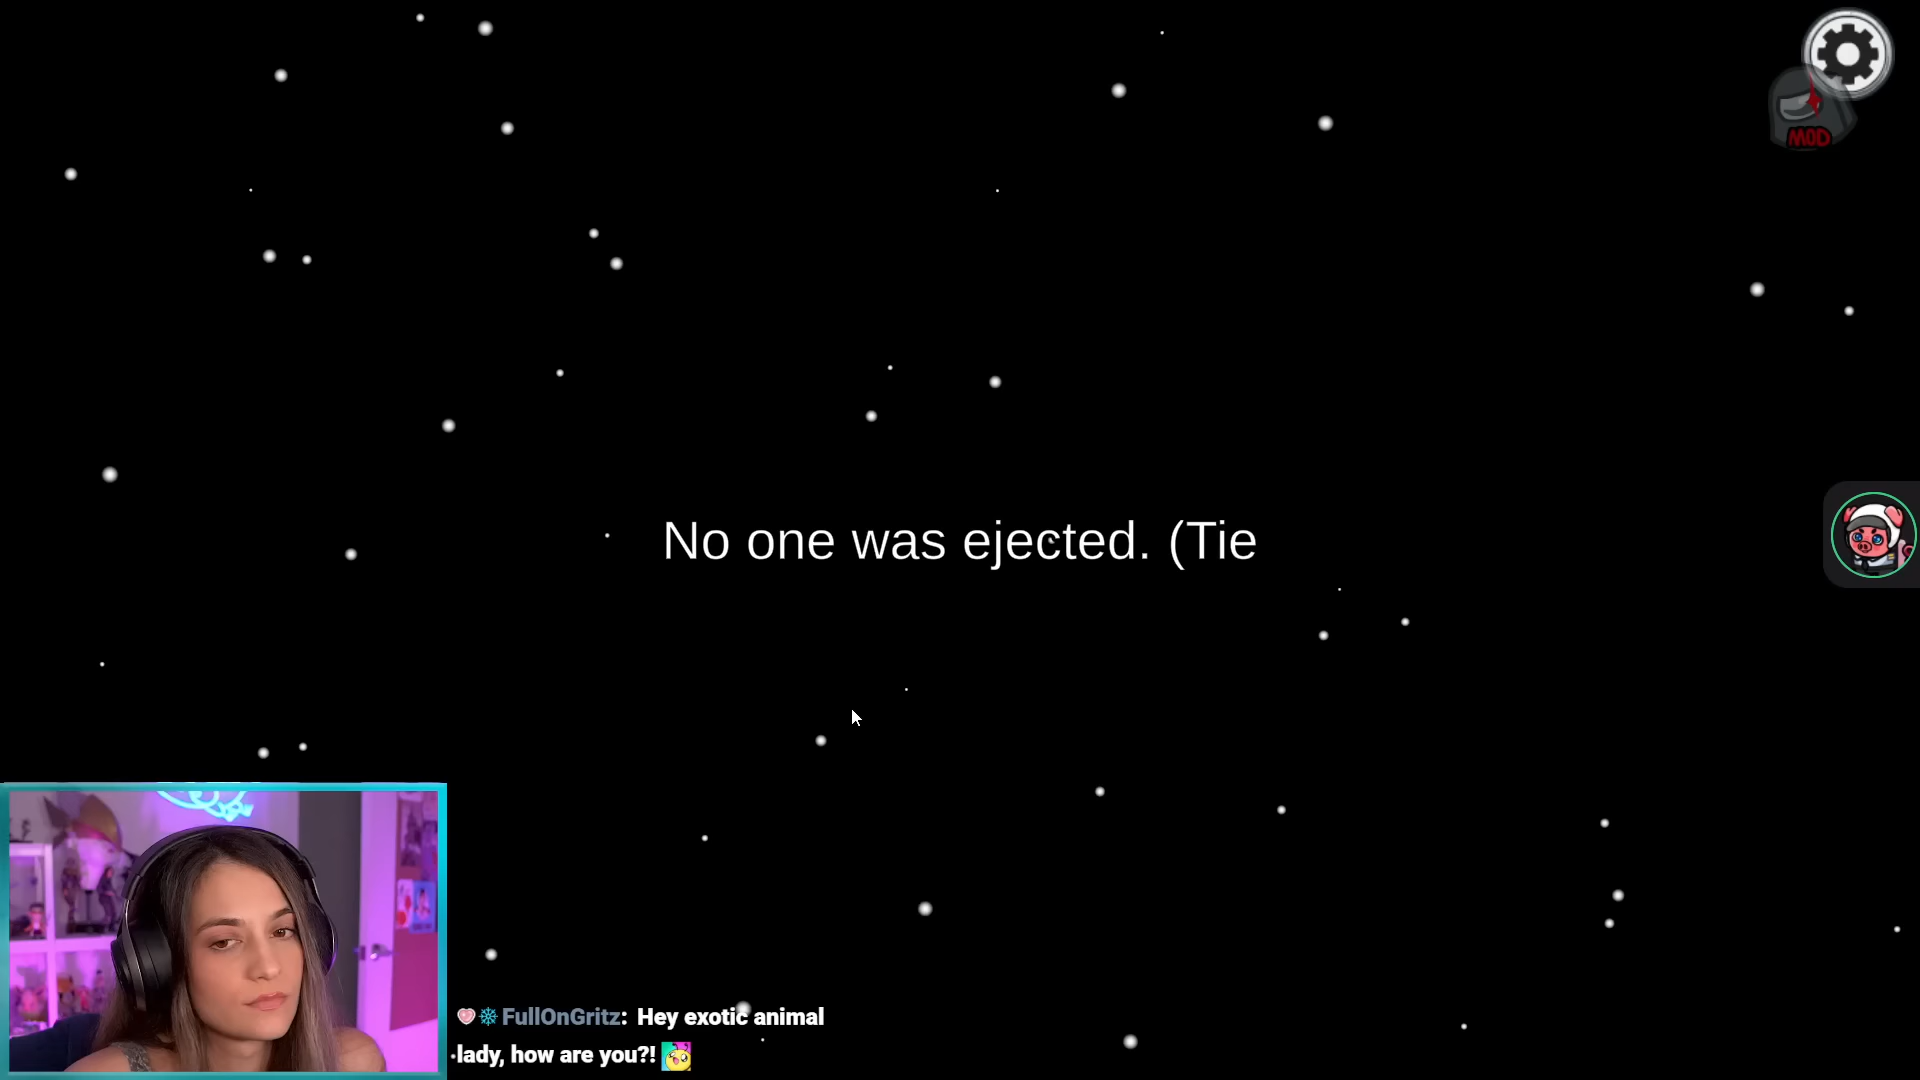 MOD
No one was ejected. (Tie
FullOnGritz: Hey exotic animal
lady, how are you?!